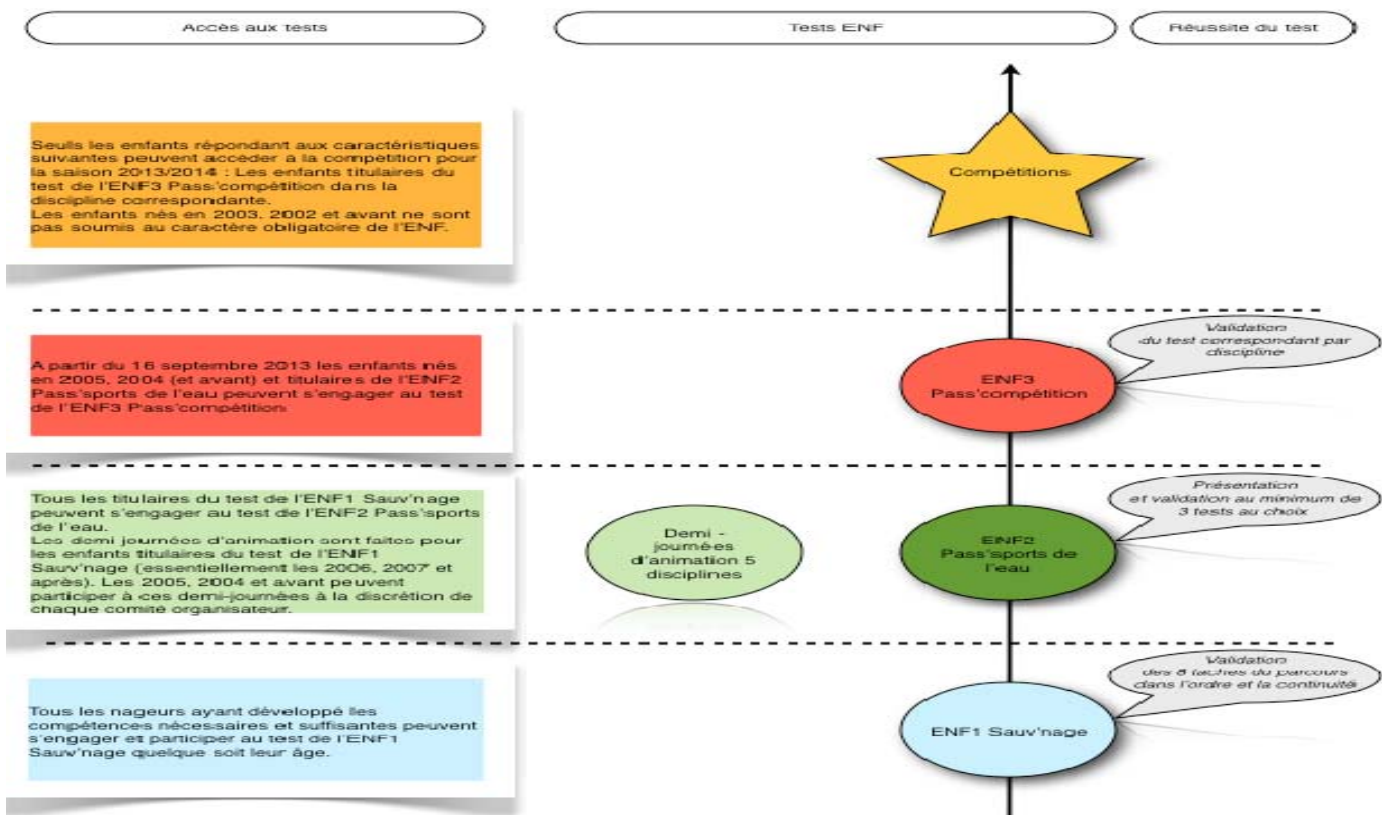 Accès aux tests
Tests ENF
Réussite du test
Seuls les enfants répondant aux caractéristiques
suivantes peuvent accéder à la compétition pour
la saison 2013/2014 : Les enfants titulaires du
test de l'ENF3 Pass'compétition dans la
discipline correspondante.
Les enfants nés en 2003, 2002 et avant ne sont
pas soumis au caractère obligatoire de l'ENF.
Compétitions
A partir du 16 septembre 2013 les enfants nés
en 2005, 2004 (et avant) et titulaires de l'ENF2
Pass'sports de l'eau peuvent s'engager au test
de l'ENF3 Pass'compétition
ENF3
Pass'compétition
Validation
du test correspondant par
discipline
Tous les titulaires du test de l'ENF1 Sauv'nage
peuvent s'engager au test de l'ENF2 Pass'sports
de l'eau.
Les demi journées d'animation sont faites pour
les enfants titulaires du test de l'ENF1
Sauv'nage (essentiellement les 2006, 2007 et
après). Les 2005, 2004 et avant peuvent
participer à ces demi-journées à la discrétion de
chaque comité organisateur.
Demi -
journées
d'animation 5
disciplines
ENF2
Pass'sports de
l'eau
Présentation
et validation au minimum de
3 tests au choix
Tous les nageurs ayant développé les
compétences nécessaires et suffisantes peuvent
s'engager et participer au test de l'ENF1
Sauv'nage quelque soit leur âge.
ENF1 Sauv'nage
Validation
des 8 taches du parcours
dans l'ordre et la continuité